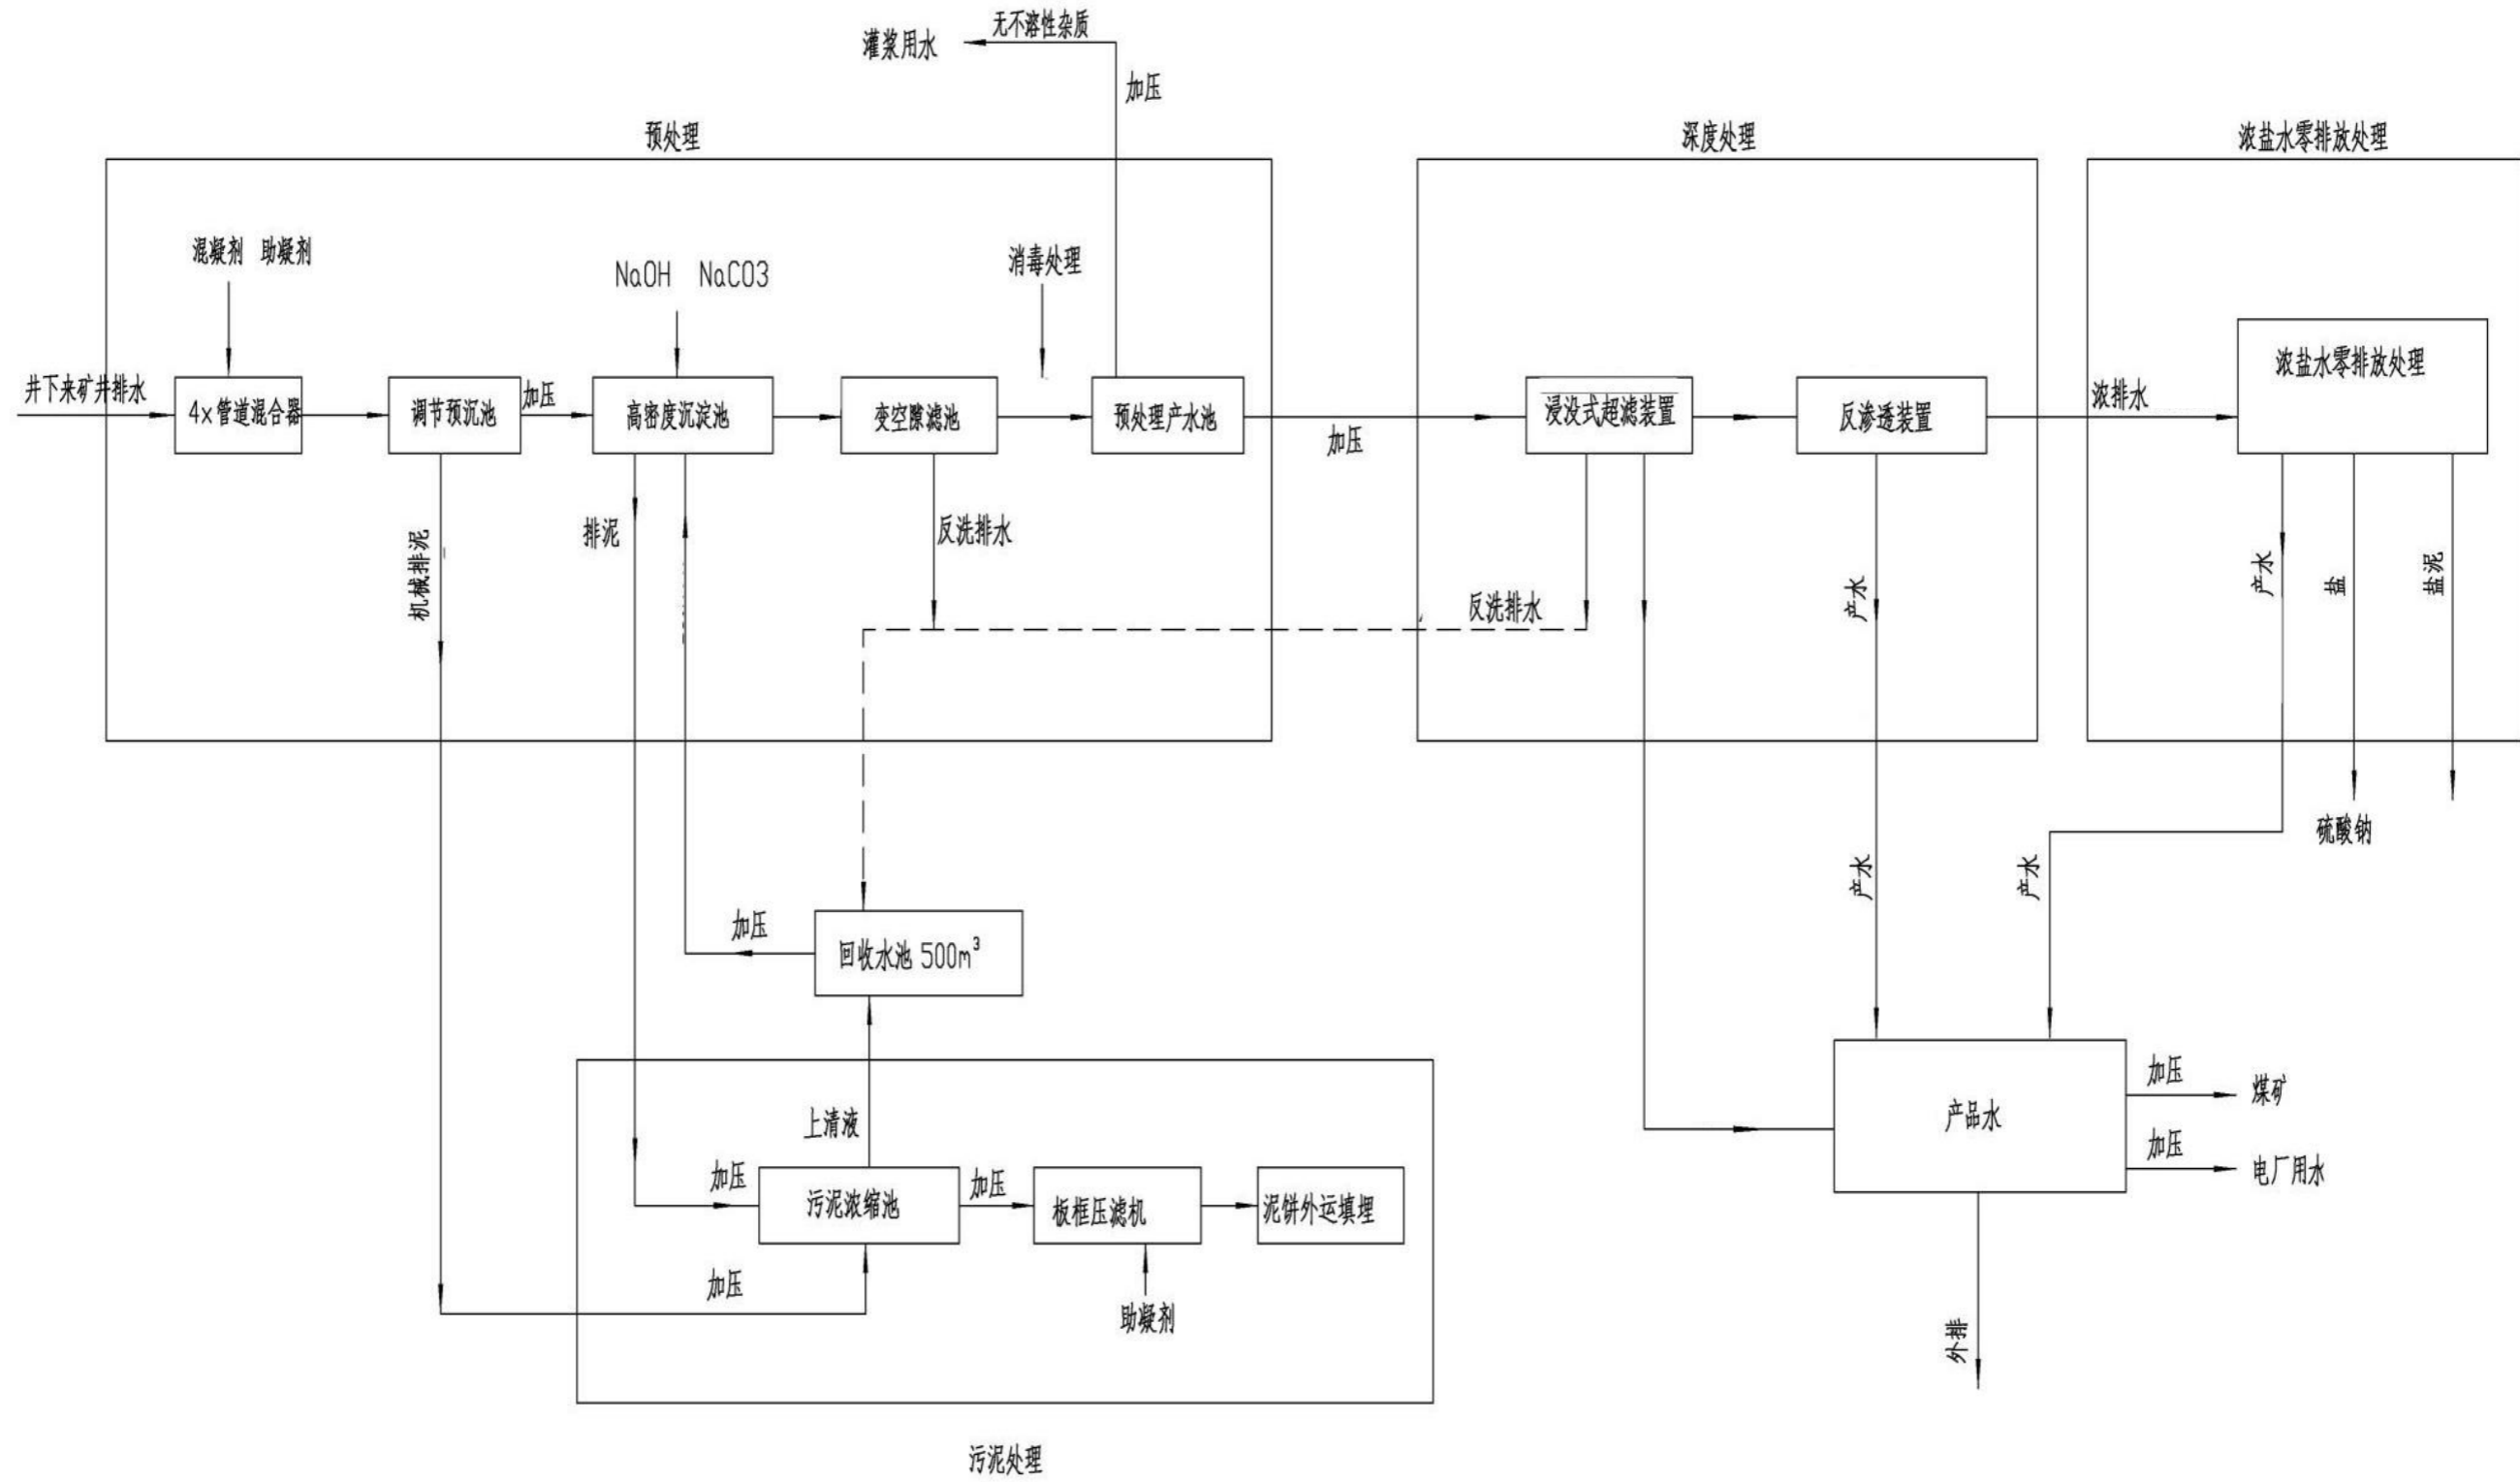 无不溶性杂质
灌浆用水
加压
预处理
深度处理
浓盐水零排放处理
混凝剂 助凝剂
NaOH NaCO3
消毒处理
井下来矿井排水
4x管道混合器
调节预沉池
加压
高密度沉淀池
变空隙滤池
预处理产水池
加压
浸没式超滤装置
反渗透装置
浓排水
浓盐水零排放处理
机械排泥
排泥
反洗排水
反洗排水
产水
产水
盐
盐泥
硫酸钠
产水
产水
加压
回收水池 500m³
上清液
加压
污泥浓缩池
加压
板框压滤机
泥饼外运填埋
加压
助凝剂
产品水
加压
煤矿
加压
电厂用水
外排
污泥处理